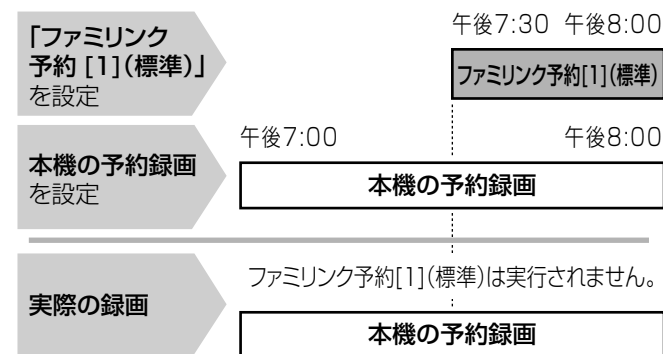 「ファミリンク
予約 [1](標準)」
を設定
午後7:30 午後8:00
ファミリンク予約[1](標準)
本機の予約録画
を設定
午後7:00 午後8:00
本機の予約録画
実際の録画
ファミリンク予約[1](標準)は実行されません。
本機の予約録画